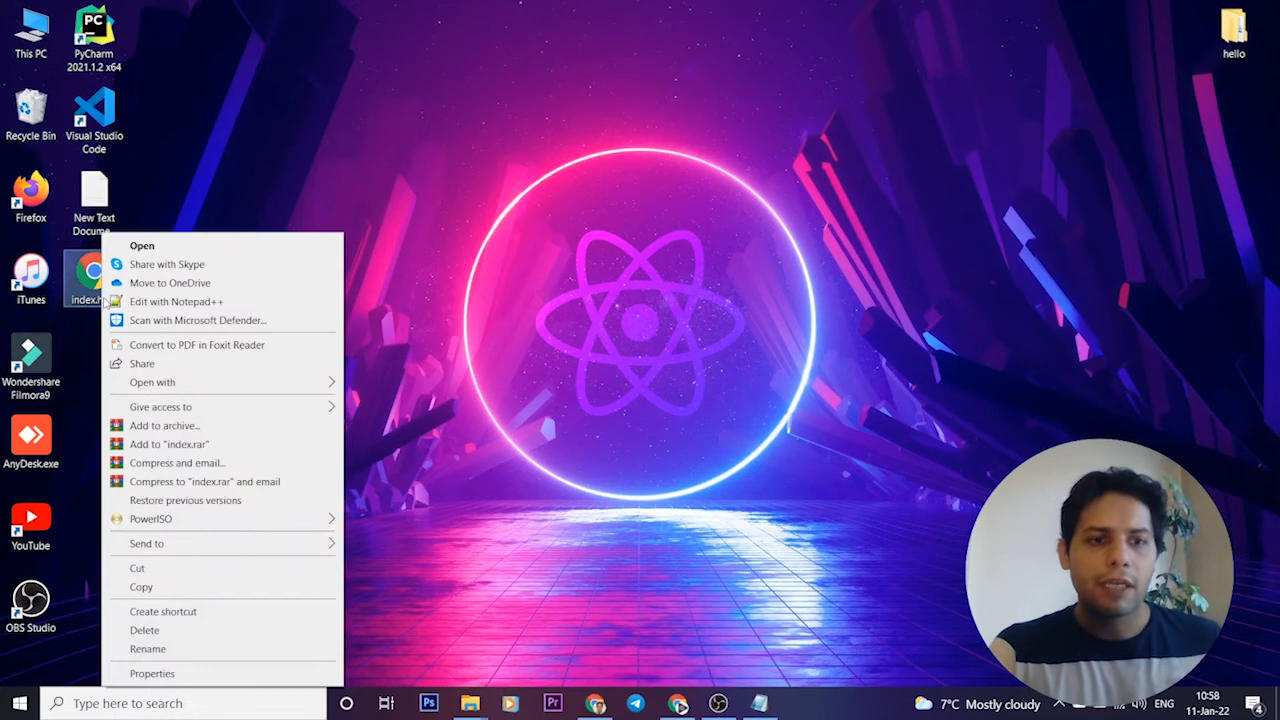 This PC
PC
PyCharm
2021.1.2 x64
hello
Recycle Bin
Visual Studio
Code
Firefox
New Text
Docume
iTunes
index.h
Wondershare
Filmora9
AnyDesk.exe
YouTube
OBS Studio
Open
Share with Skype
Move to OneDrive
Edit with Notepad++
Scan with Microsoft Defender...
Convert to PDF in Foxit Reader
Share
Open with
Give access to
Add to archive...
Add to "index.rar"
Compress and email...
Compress to "index.rar" and email
Restore previous versions
PowerISO
Send to
Cut
Copy
Create shortcut
Delete
Rename
Properties
Type here to search
Ps
Pr
7°C Mostly cloudy
ENG
10:58
11-Jan-22
4